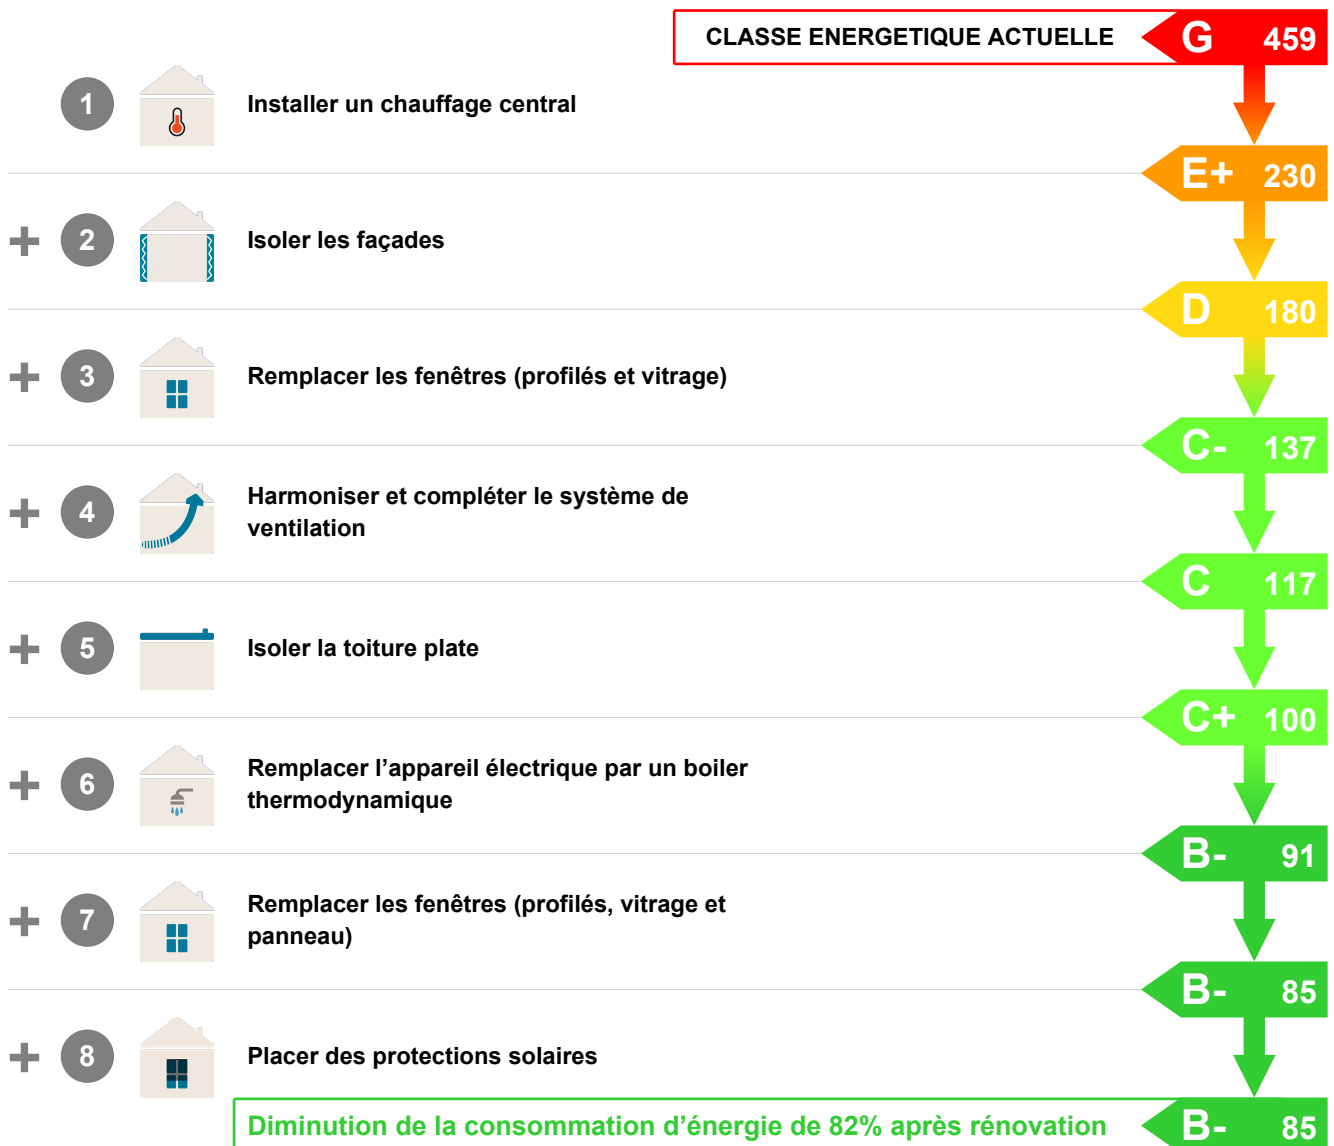 CLASSE ENERGETIQUE ACTUELLE G 459
1 Installer un chauffage central
E+ 230
+ 2 Isoler les façades
D 180
+ 3 Remplacer les fenêtres (profilés et vitrage)
C- 137
+ 4 Harmoniser et compléter le système de
ventilation
C 117
+ 5 Isoler la toiture plate
C+ 100
+ 6 Remplacer l’appareil électrique par un boiler
thermodynamique
B- 91
+ 7 Remplacer les fenêtres (profilés, vitrage et
panneau)
B- 85
+ 8 Placer des protections solaires
Diminution de la consommation d’énergie de 82% après rénovation B- 85